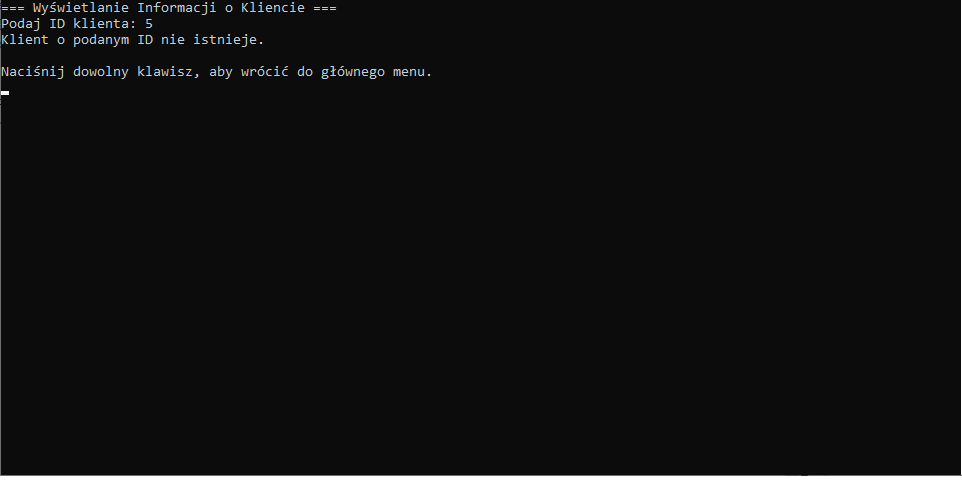 === Wyświetlanie Informacji o Kliencie ===
Podaj ID klienta: 5
Klient o podanym ID nie istnieje.
Naciśnij dowolny klawisz, aby wrócić do głównego menu.